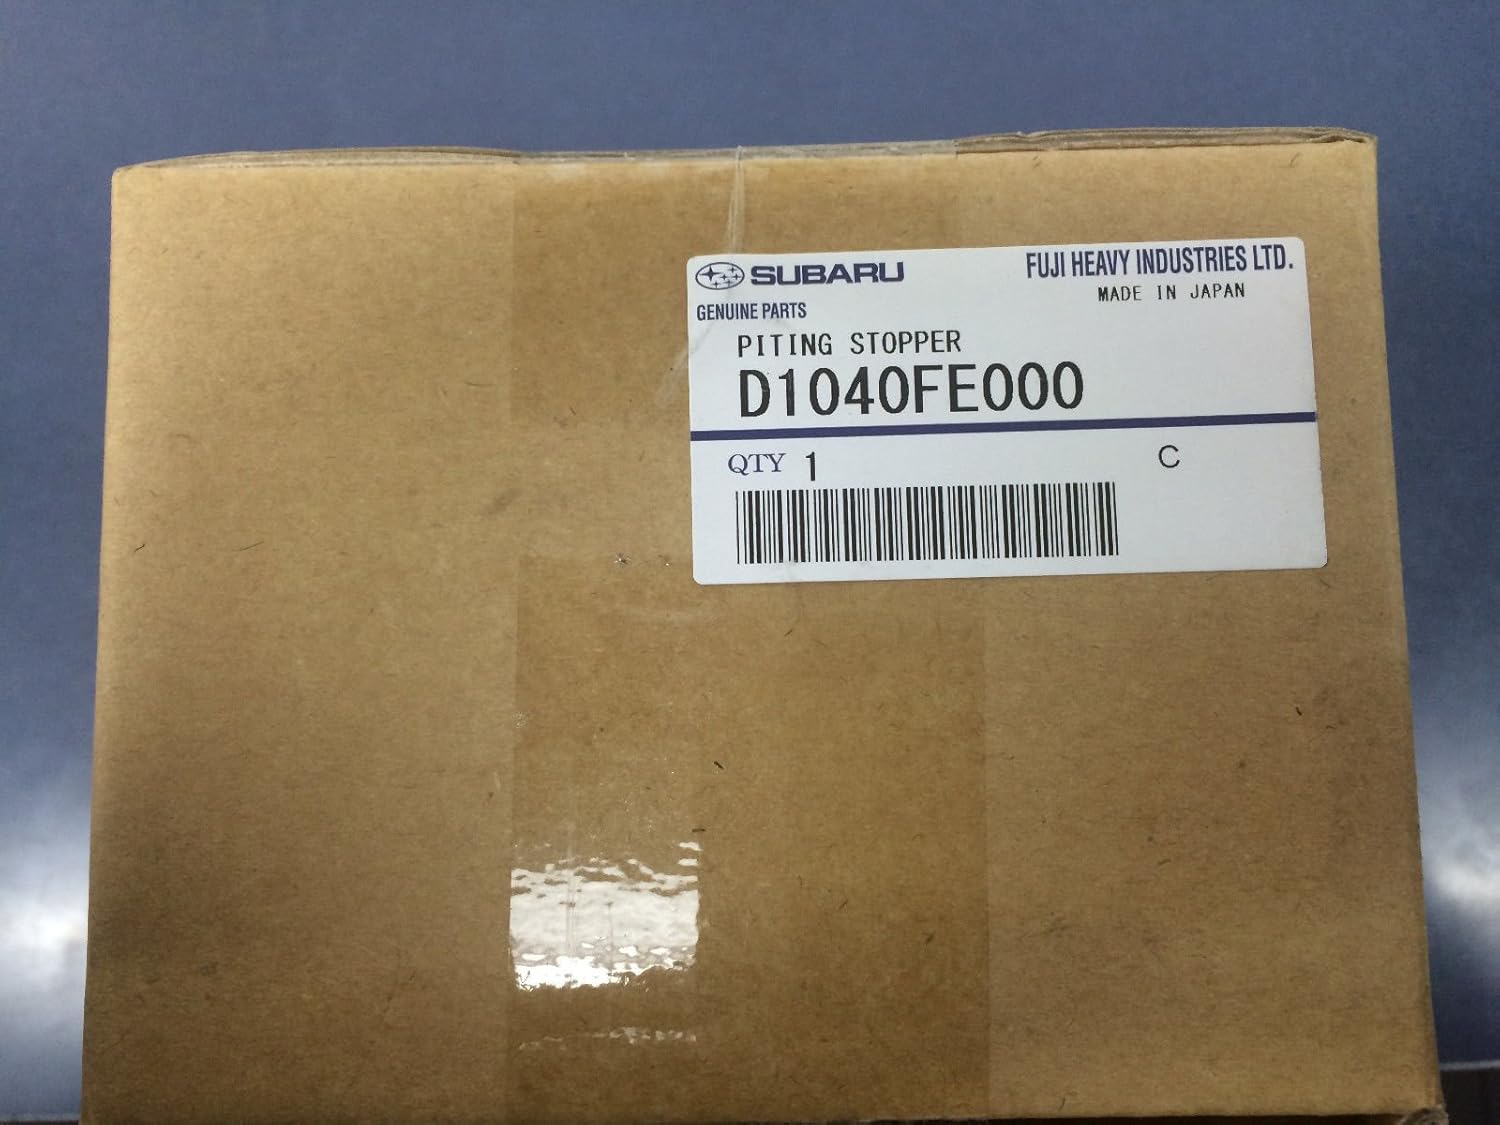 SUBARU
FUJI HEAVY INDUSTRIES LTD.
MADE IN JAPAN
GENUINE PARTS
PITING STOPPER
D1040FE000
QTY 1
C